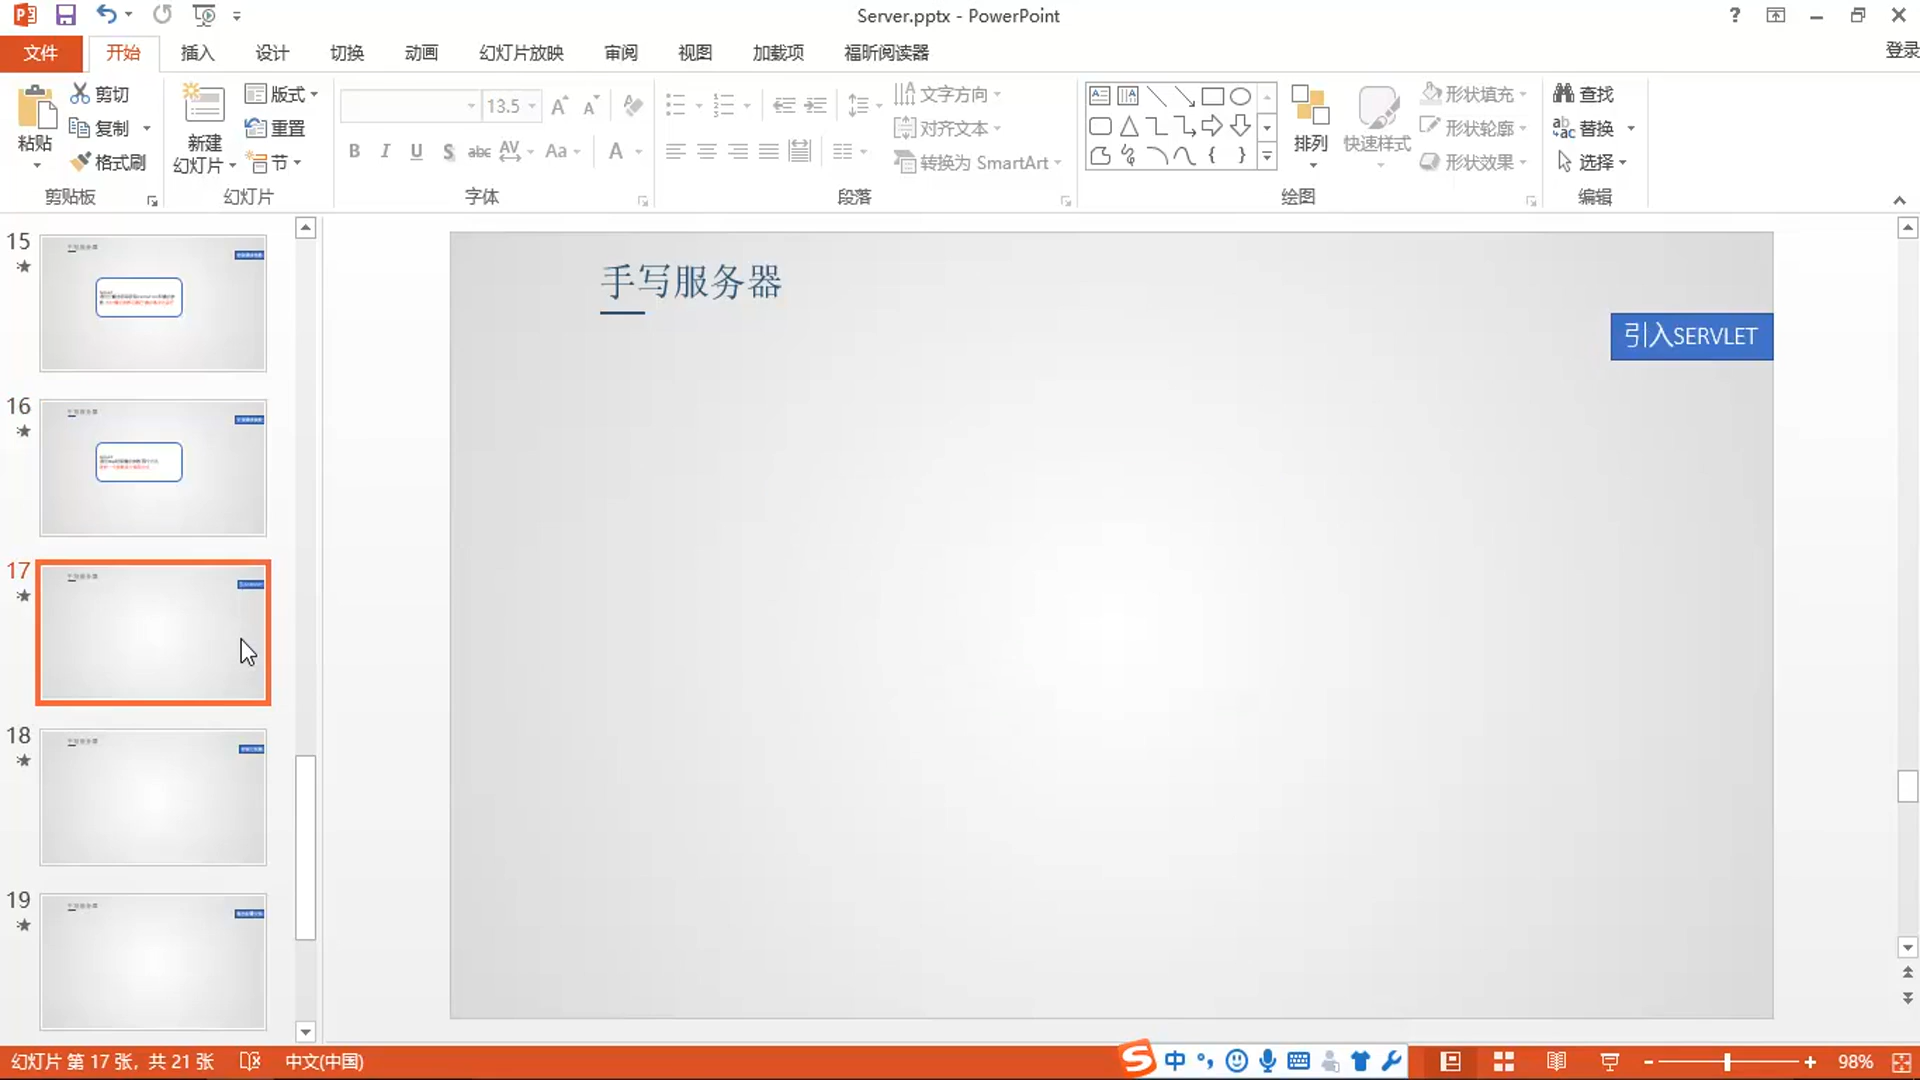 Server.pptx - PowerPoint
?
文件
开始
插入
设计
切换
动画
幻灯片放映
审阅
视图
加载项
福昕阅读器
登录
粘贴
剪切
复制
格式刷
剪贴板
新建
幻灯片
版式
重置
节
幻灯片
13.5
B I U S abc AV Aa A
字体
文字方向
对齐文本
转换为 SmartArt
段落
排列
快速样式
形状填充
形状轮廓
形状效果
绘图
查找
替换
选择
编辑
15
16
17
18
19
手写服务器
引入SERVLET
幻灯片 第 17 张，共 21 张
中文(中国)
中
98%